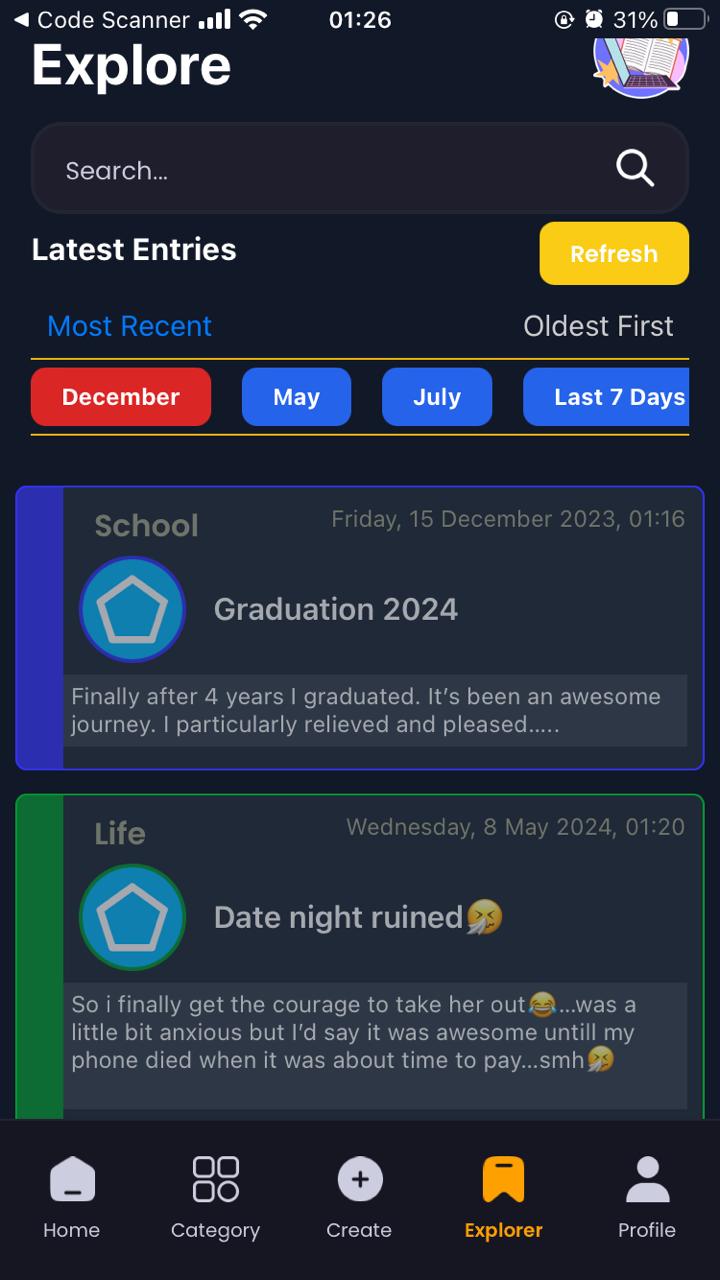 ◀ Code Scanner 01:26 31%
Explore
Search...
Latest Entries
Refresh
Most Recent Oldest First
December May July Last 7 Days
School
Friday, 15 December 2023, 01:16
Graduation 2024
Finally after 4 years I graduated. It’s been an awesome
journey. I particularly relieved and pleased.....
Life
Wednesday, 8 May 2024, 01:20
Date night ruined🤧
So i finally get the courage to take her out😂...was a
little bit anxious but I’d say it was awesome untill my
phone died when it was about time to pay...smh🤧
Home Category Create Explorer Profile